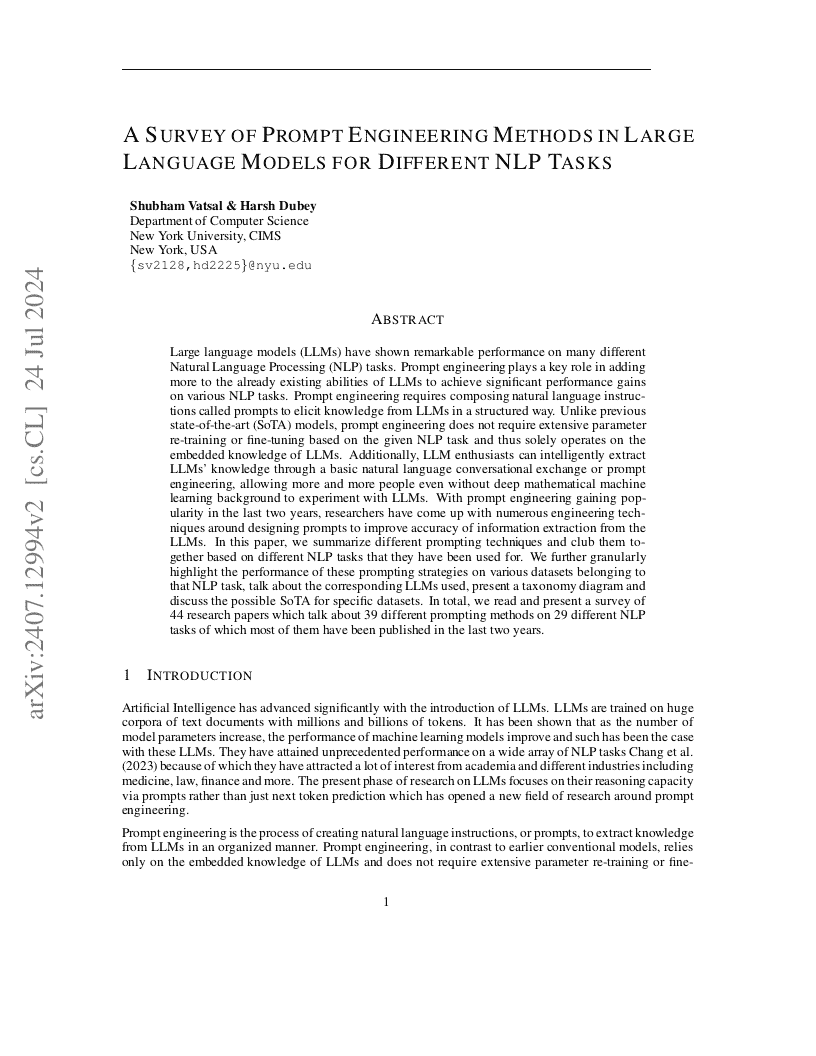 A SURVEY OF PROMPT ENGINEERING METHODS IN LARGE
LANGUAGE MODELS FOR DIFFERENT NLP TASKS
Shubham Vatsal & Harsh Dubey
Department of Computer Science
New York University, CIMS
New York, USA
{sv2128,hd2225}@nyu.edu
ABSTRACT
Large language models (LLMs) have shown remarkable performance on many different
Natural Language Processing (NLP) tasks. Prompt engineering plays a key role in adding
more to the already existing abilities of LLMs to achieve significant performance gains
on various NLP tasks. Prompt engineering requires composing natural language instruc-
tions called prompts to elicit knowledge from LLMs in a structured way. Unlike previous
state-of-the-art (SoTA) models, prompt engineering does not require extensive parameter
re-training or fine-tuning based on the given NLP task and thus solely operates on the
embedded knowledge of LLMs. Additionally, LLM enthusiasts can intelligently extract
LLMs' knowledge through a basic natural language conversational exchange or prompt
engineering, allowing more and more people even without deep mathematical machine
learning background to experiment with LLMs. With prompt engineering gaining pop-
ularity in the last two years, researchers have come up with numerous engineering tech-
niques around designing prompts to improve accuracy of information extraction from the
LLMs. In this paper, we summarize different prompting techniques and club them to-
gether based on different NLP tasks that they have been used for. We further granularly
highlight the performance of these prompting strategies on various datasets belonging to
that NLP task, talk about the corresponding LLMs used, present a taxonomy diagram and
discuss the possible SoTA for specific datasets. In total, we read and present a survey of
44 research papers which talk about 39 different prompting methods on 29 different NLP
tasks of which most of them have been published in the last two years.
1 INTRODUCTION
Artificial Intelligence has advanced significantly with the introduction of LLMs. LLMs are trained on huge
corpora of text documents with millions and billions of tokens. It has been shown that as the number of
model parameters increase, the performance of machine learning models improve and such has been the case
with these LLMs. They have attained unprecedented performance on a wide array of NLP tasks Chang et al.
(2023) because of which they have attracted a lot of interest from academia and different industries including
medicine, law, finance and more. The present phase of research on LLMs focuses on their reasoning capacity
via prompts rather than just next token prediction which has opened a new field of research around prompt
engineering.
Prompt engineering is the process of creating natural language instructions, or prompts, to extract knowledge
from LLMs in an organized manner. Prompt engineering, in contrast to earlier conventional models, relies
only on the embedded knowledge of LLMs and does not require extensive parameter re-training or fine-
1
arXiv:2407.12994v2 [cs.CL] 24 Jul 2024